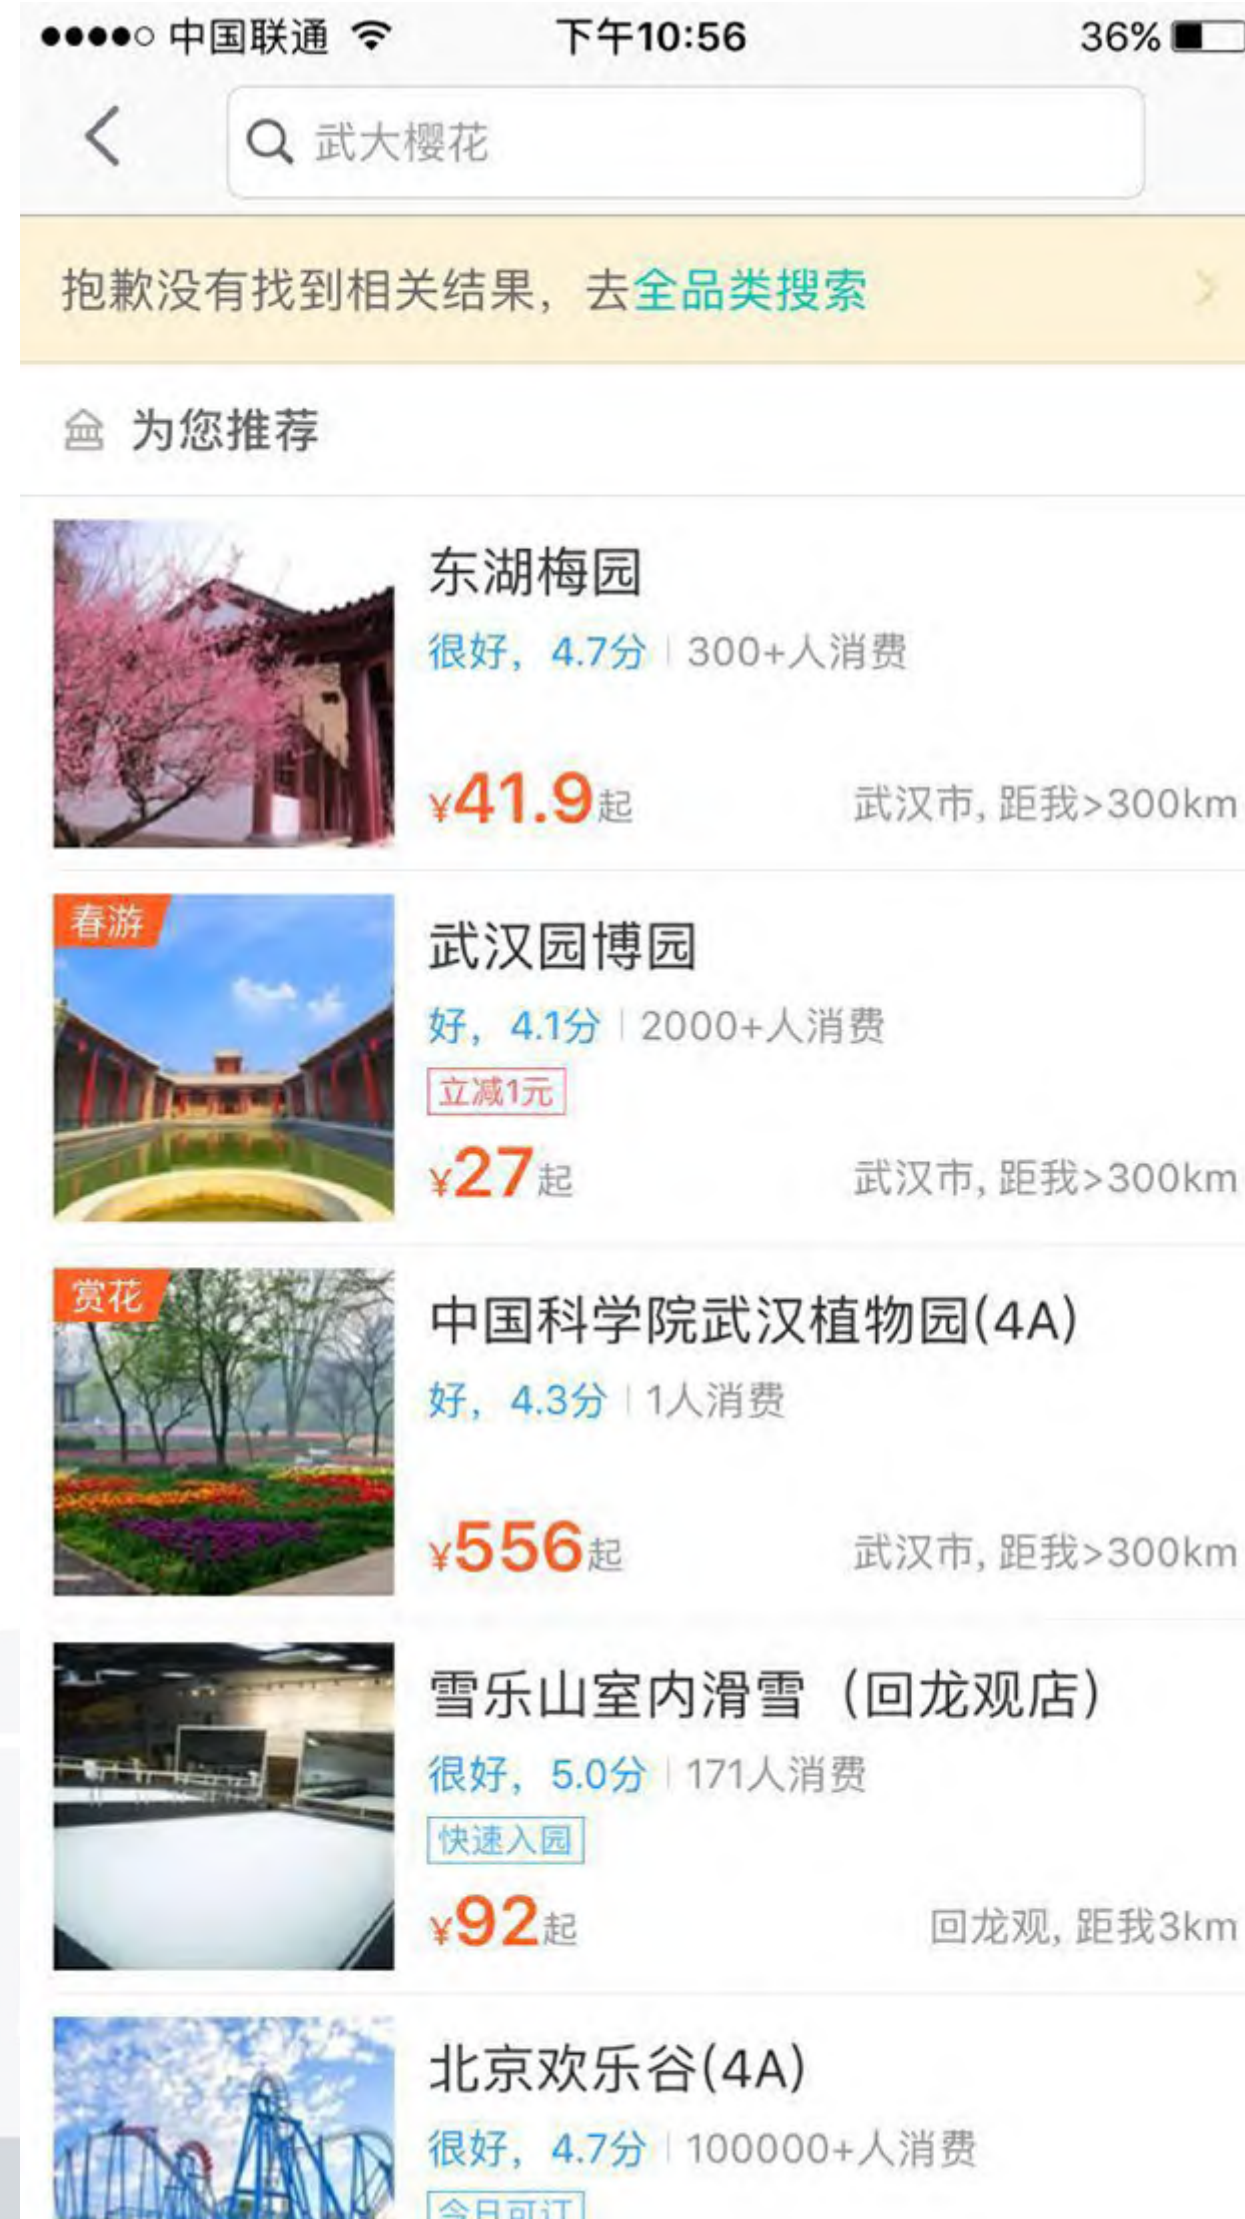 中国联通 下午10:56 36%
武大樱花
抱歉没有找到相关结果，去全品类搜索
为您推荐
东湖梅园
很好，4.7分 300+人消费
¥41.9起 武汉市, 距我>300km
春游
武汉园博园
好，4.1分 2000+人消费
立减1元
¥27起 武汉市, 距我>300km
赏花
中国科学院武汉植物园(4A)
好，4.3分 1人消费
¥556起 武汉市, 距我>300km
雪乐山室内滑雪（回龙观店）
很好，5.0分 171人消费
快速入园
¥92起 回龙观, 距我3km
北京欢乐谷(4A)
很好，4.7分 100000+人消费
今日可订